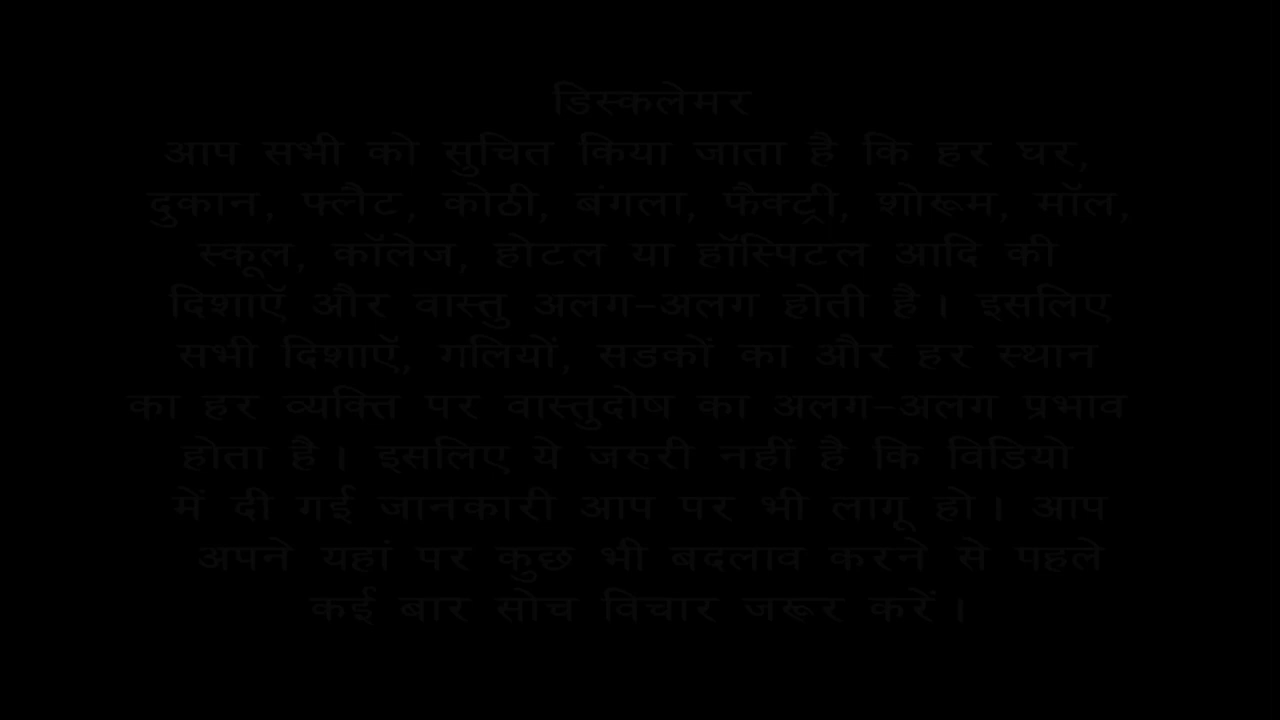 डिस्कलेमर
आप सभी को सुचित किया जाता है कि हर घर,
दुकान, फ्लैट, कोठी, बंगला, फैक्ट्री, शोरूम, मॉल,
स्कूल, कॉलेज, होटल या हॉस्पिटल आदि की
दिशाएॅ और वास्तु अलग–अलग होती है। इसलिए
सभी दिशाएॅ, गलियों, सडकों का और हर स्थान
का हर व्यक्ति पर वास्तुदोष का अलग–अलग प्रभाव
होता है। इसलिए ये जरुरी नहीं है कि विडियो
में दी गई जानकारी आप पर भी लागू हो। आप
अपने यहां पर कुछ भी बदलाव करने से पहले
कई बार सोच विचार जरूर करें।